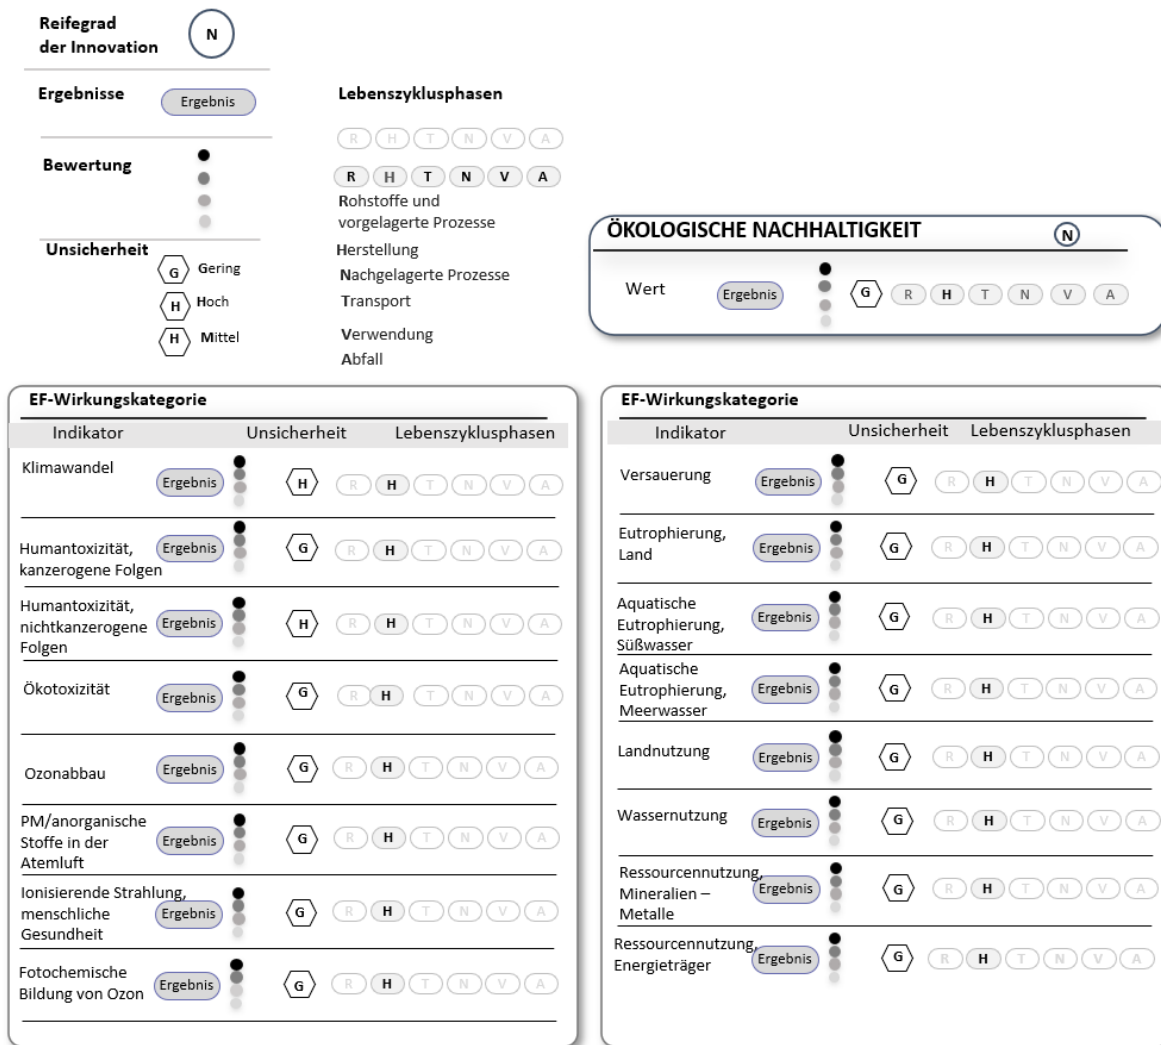 Reifegrad
der Innovation
N
Ergebnisse
Ergebnis
Bewertung
Unsicherheit
G Gering
H Hoch
H Mittel
Lebenszyklusphasen
R H T N V A
R H T N V A
Rohstoffe und
vorgelagerte Prozesse
Herstellung
Nachgelagerte Prozesse
Transport
Verwendung
Abfall
ÖKOLOGISCHE NACHHALTIGKEIT N
Wert Ergebnis G R H T N V A
EF-Wirkungskategorie
Indikator Unsicherheit Lebenszyklusphasen
Klimawandel
Ergebnis H R H T N V A
Humantoxizität,
kanzerogene Folgen
Ergebnis G R H T N V A
Humantoxizität,
nichtkanzerogene
Folgen
Ergebnis H R H T N V A
Ökotoxizität
Ergebnis G R H T N V A
Ozonabbau
Ergebnis G R H T N V A
PM/anorganische
Stoffe in der
Atemluft
Ergebnis G R H T N V A
Ionisierende Strahlung,
menschliche
Gesundheit
Ergebnis G R H T N V A
Fotochemische
Bildung von Ozon
Ergebnis G R H T N V A
EF-Wirkungskategorie
Indikator Unsicherheit Lebenszyklusphasen
Versauerung
Ergebnis G R H T N V A
Eutrophierung,
Land
Ergebnis G R H T N V A
Aquatische
Eutrophierung,
Süßwasser
Ergebnis G R H T N V A
Aquatische
Eutrophierung,
Meerwasser
Ergebnis G R H T N V A
Landnutzung
Ergebnis G R H T N V A
Wassernutzung
Ergebnis G R H T N V A
Ressourcennutzung,
Mineralien –
Metalle
Ergebnis G R H T N V A
Ressourcennutzung,
Energieträger
Ergebnis G R H T N V A